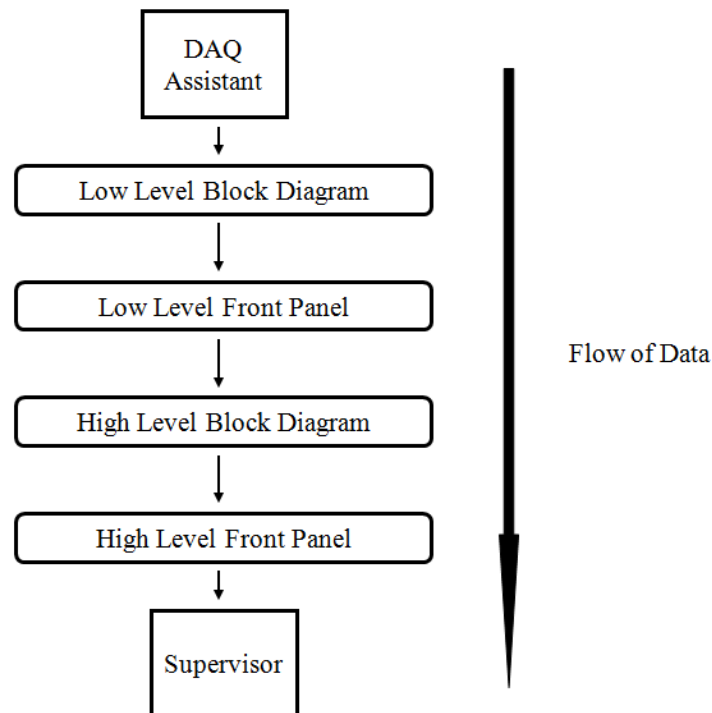 DAQ
Assistant
Low Level Block Diagram
Low Level Front Panel
Flow of Data
High Level Block Diagram
High Level Front Panel
Supervisor